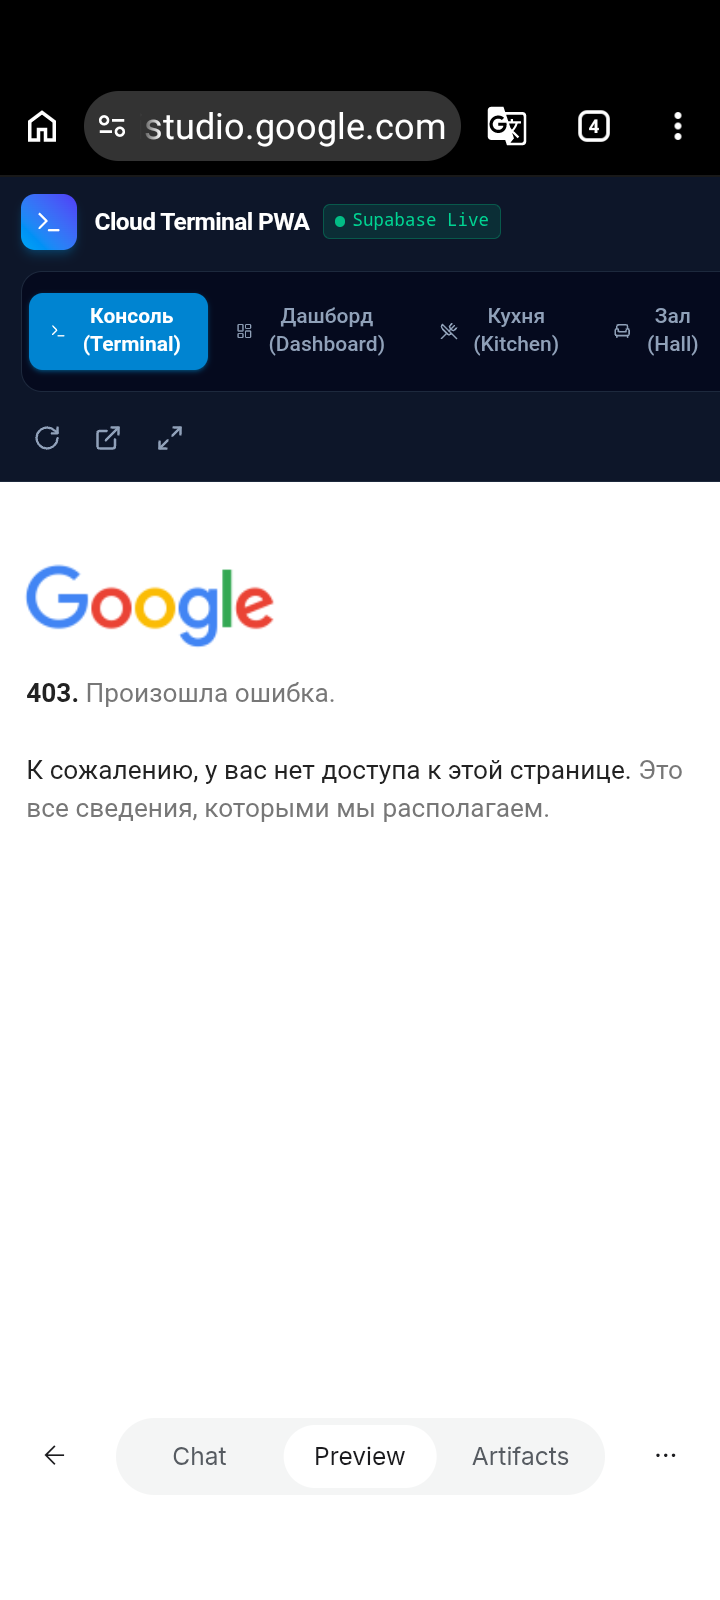 studio.google.com
4
Cloud Terminal PWA
Supabase Live
Консоль
(Terminal)
Дашборд
(Dashboard)
Кухня
(Kitchen)
Зал
(Hall)
Google
403. Произошла ошибка.
К сожалению, у вас нет доступа к этой странице. Это
все сведения, которыми мы располагаем.
Chat
Preview
Artifacts